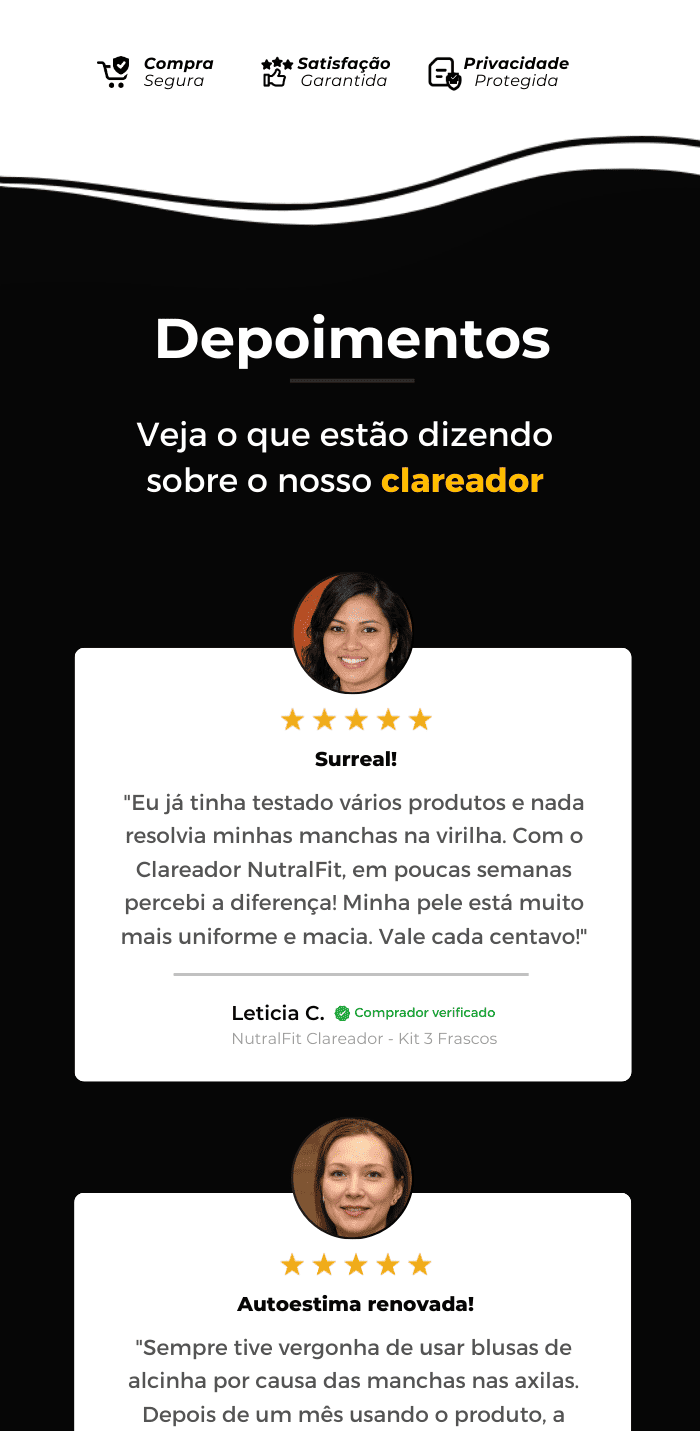 Compra
Segura
Satisfação
Garantida
Privacidade
Protegida
Depoimentos
Veja o que estão dizendo
sobre o nosso clareador
Surreal!
"Eu já tinha testado vários produtos e nada
resolvia minhas manchas na virilha. Com o
Clareador NutralFit, em poucas semanas
percebi a diferença! Minha pele está muito
mais uniforme e macia. Vale cada centavo!"
Leticia C. Comprador verificado
NutralFit Clareador - Kit 3 Frascos
Autoestima renovada!
"Sempre tive vergonha de usar blusas de
alcinha por causa das manchas nas axilas.
Depois de um mês usando o produto, a